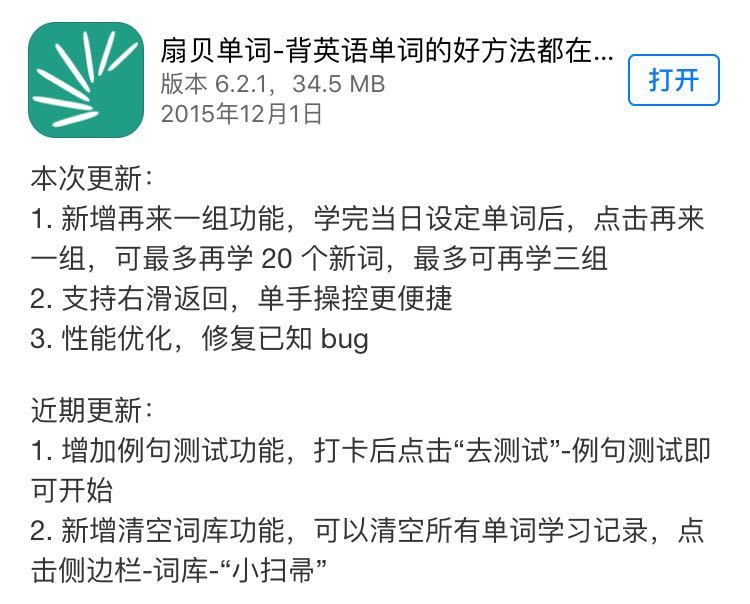 扇贝单词-背英语单词的好方法都在...
版本 6.2.1，34.5 MB
2015年12月1日
打开
本次更新：
1. 新增再来一组功能，学完当日设定单词后，点击再来
一组，可最多再学 20 个新词，最多可再学三组
2. 支持右滑返回，单手操控更便捷
3. 性能优化，修复已知 bug
近期更新：
1. 增加例句测试功能，打卡后点击“去测试”-例句测试即
可开始
2. 新增清空词库功能，可以清空所有单词学习记录，点
击侧边栏-词库-“小扫帚”